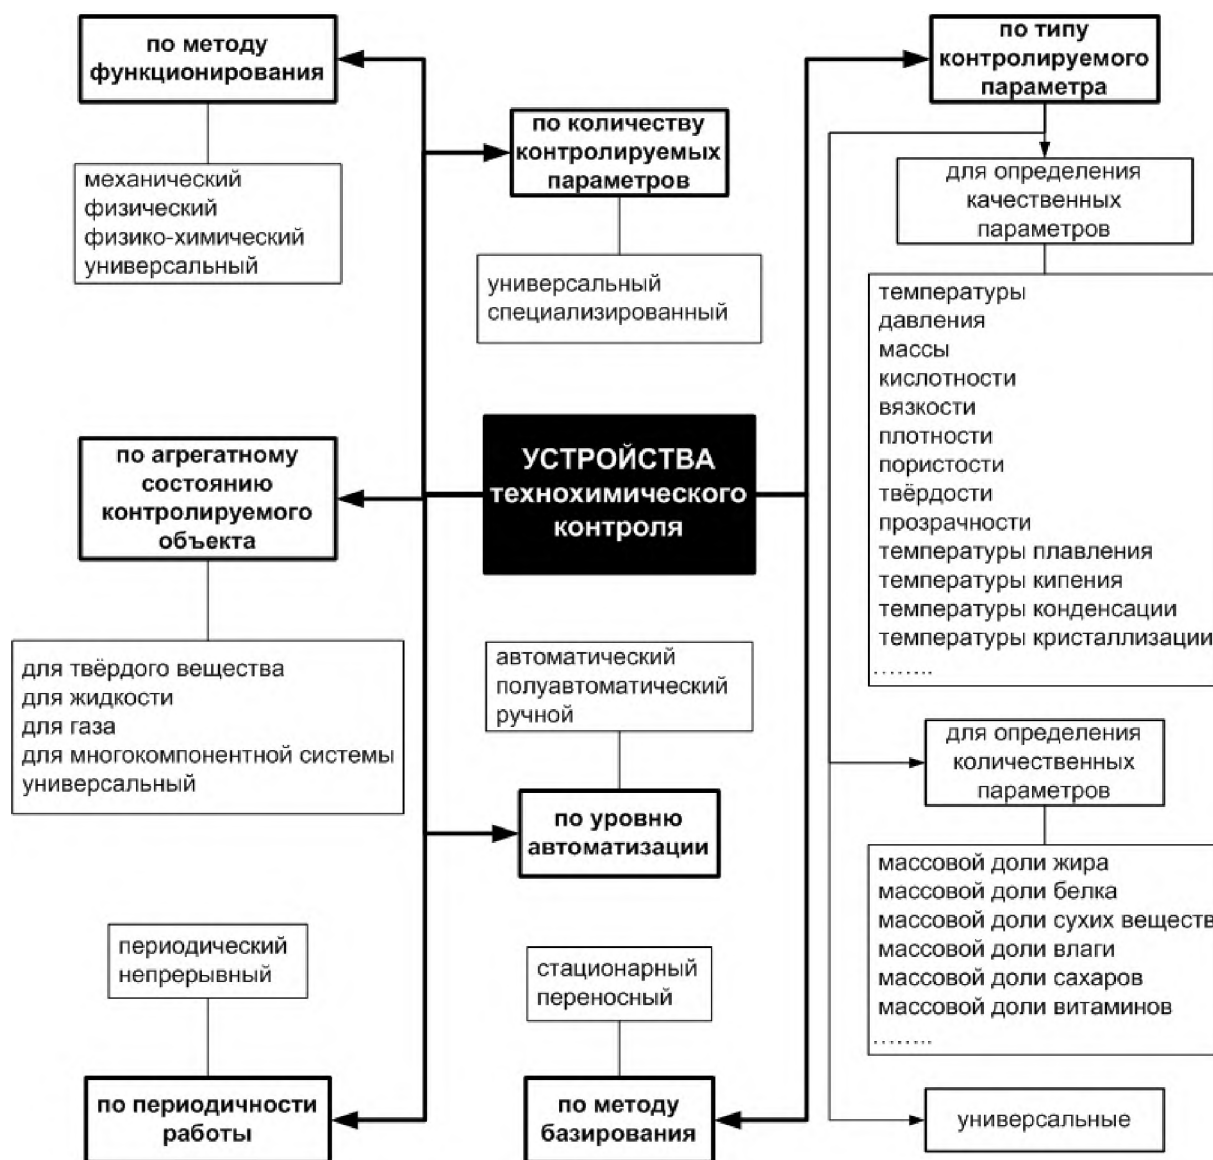 по методу
функционирования
механический
физический
физико-химический
универсальный
по количеству
контролируемых
параметров
универсальный
специализированный
по типу
контролируемого
параметра
для определения
качественных
параметров
температуры
давления
массы
кислотности
вязкости
плотности
пористости
твёрдости
прозрачности
температуры плавления
температуры кипения
температуры конденсации
температуры кристаллизации
........
по агрегатному
состоянию
контролируемого
объекта
для твёрдого вещества
для жидкости
для газа
для многокомпонентной системы
универсальный
УСТРОЙСТВА
технохимического
контроля
автоматический
полуавтоматический
ручной
по уровню
автоматизации
для определения
количественных
параметров
массовой доли жира
массовой доли белка
массовой доли сухих веществ
массовой доли влаги
массовой доли сахаров
массовой доли витаминов
........
периодический
непрерывный
по периодичности
работы
стационарный
переносный
по методу
базирования
универсальные